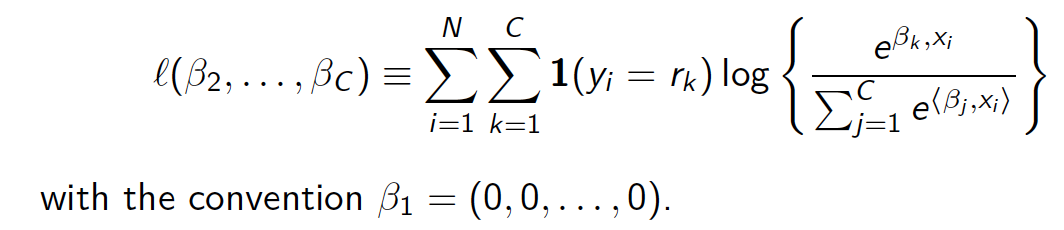 ℓ(β₂, . . . , β_C) ≡ ∑_{i=1}^{N} ∑_{k=1}^{C} 𝟏(y_i = r_k) log { e^{β_k, x_i} / ∑_{j=1}^{C} e^{⟨β_j, x_i⟩} }
with the convention β₁ = (0, 0, . . . , 0).